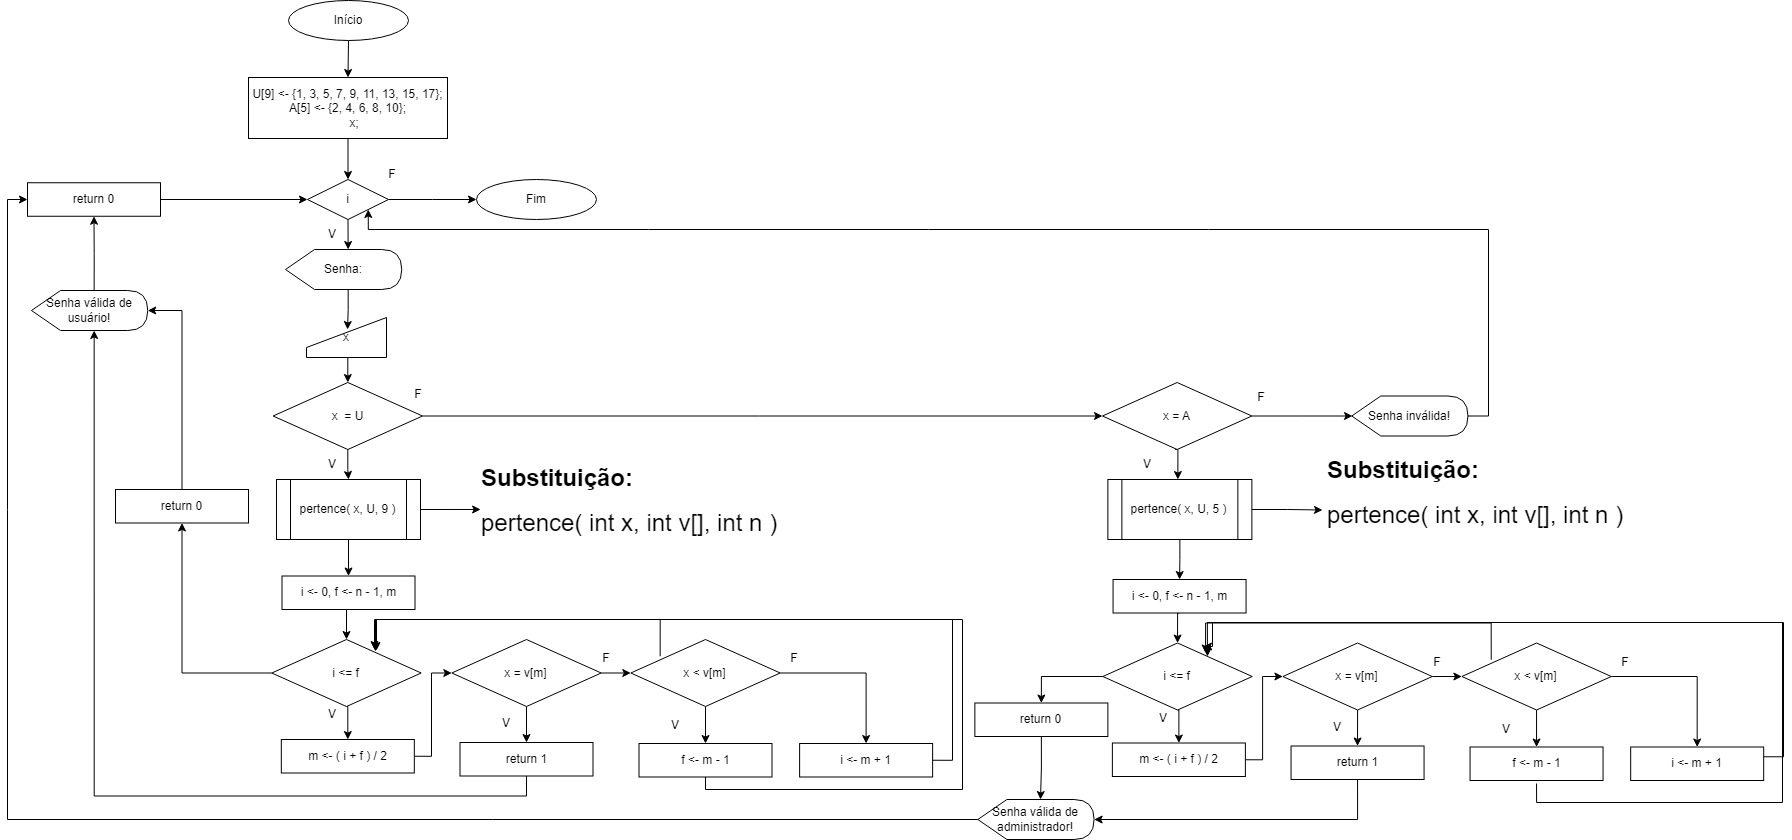 Início
U[9] <- {1, 3, 5, 7, 9, 11, 13, 15, 17};
A[5] <- {2, 4, 6, 8, 10};
x;
F
return 0
i
Fim
V
Senha:
Senha válida de
usuário!
x
F
x = U
x = A
F
Senha inválida!
V
V
Substituição:
Substituição:
return 0
pertence( x, U, 9 )
pertence( int x, int v[], int n )
pertence( x, U, 5 )
pertence( int x, int v[], int n )
i <- 0, f <- n - 1, m
i <- 0, f <- n - 1, m
i <= f
x = v[m]
F
x < v[m]
F
i <= f
x = v[m]
F
x < v[m]
F
V
V
V
return 0
V
V
V
m <- ( i + f ) / 2
return 1
f <- m - 1
i <- m + 1
m <- ( i + f ) / 2
return 1
f <- m - 1
i <- m + 1
Senha válida de
administrador!